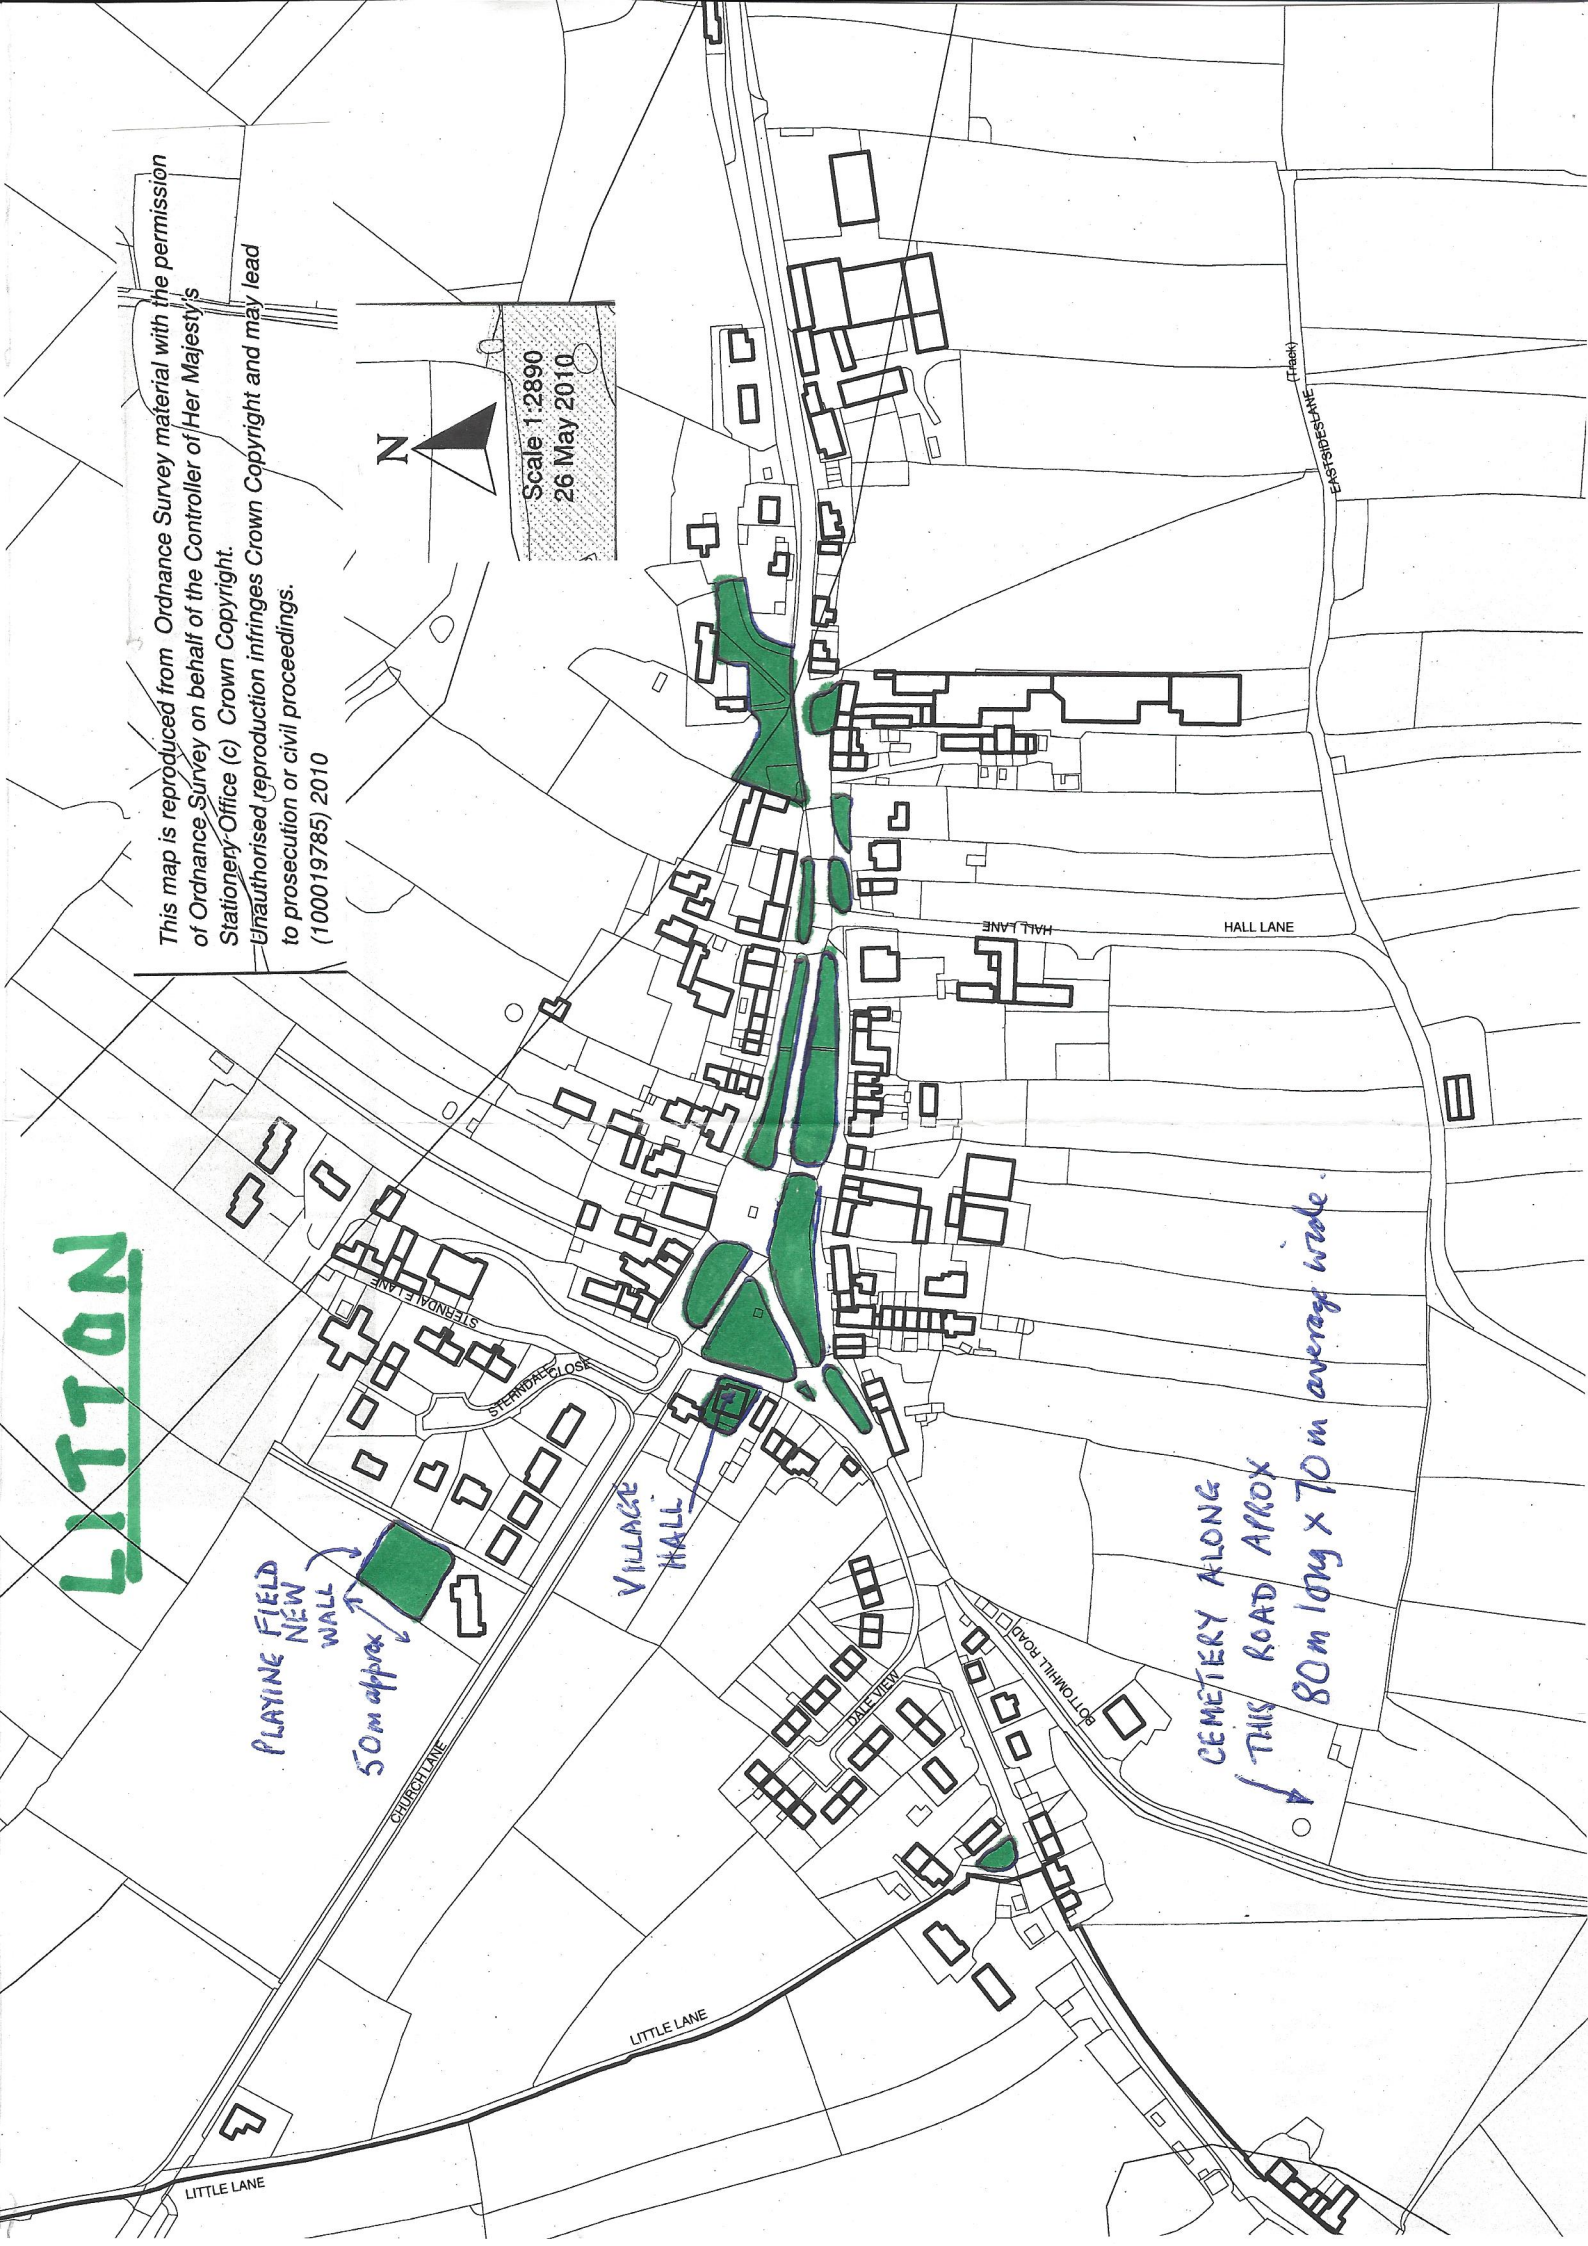 LITTON
This map is reproduced from Ordnance Survey material with the permission
of Ordnance Survey on behalf of the Controller of Her Majesty's
Stationery Office (c) Crown Copyright.
Unauthorised reproduction infringes Crown Copyright and may lead
to prosecution or civil proceedings.
(100019785) 2010
N
Scale 1:2890
26 May 2010
PLAYING FIELD
NEW
WALL
50m approx
STERNDALE LANE
STERNDALE CLOSE
CHURCH LANE
VILLAGE
HALL
LITTLE LANE
LITTLE LANE
DALE VIEW
BOTTOMHILL ROAD
HALL LANE
HALL LANE
EASTSIDES LANE (Track)
CEMETERY ALONG
THIS ROAD APROX
80m long x 70m average wide.